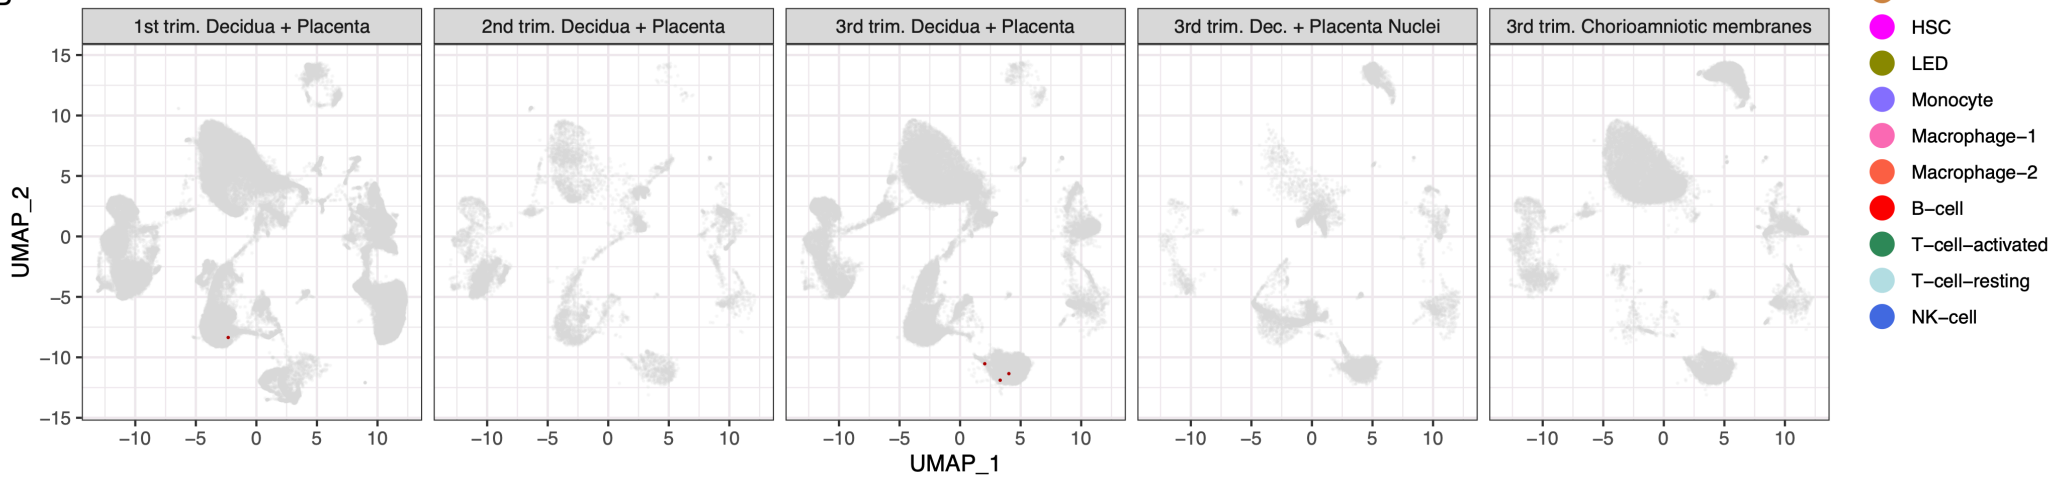 1st trim. Decidua + Placenta
2nd trim. Decidua + Placenta
3rd trim. Decidua + Placenta
3rd trim. Dec. + Placenta Nuclei
3rd trim. Chorioamniotic membranes
UMAP_2
15
10
5
0
−5
−10
−15
−10 −5 0 5 10
−10 −5 0 5 10
−10 −5 0 5 10
−10 −5 0 5 10
−10 −5 0 5 10
UMAP_1
HSC
LED
Monocyte
Macrophage−1
Macrophage−2
B−cell
T−cell−activated
T−cell−resting
NK−cell